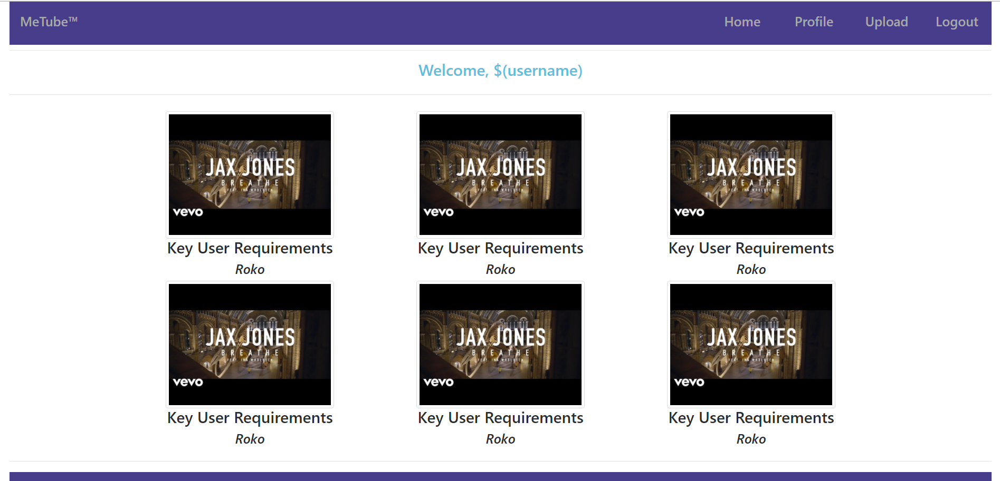 MeTube™ Home Profile Upload Logout
Welcome, $(username)
JAX JONES JAX JONES JAX JONES
BREATHE BREATHE BREATHE
FEAT. INA WROLDSEN FEAT. INA WROLDSEN FEAT. INA WROLDSEN
vevo vevo vevo
Key User Requirements Key User Requirements Key User Requirements
Roko Roko Roko
JAX JONES JAX JONES JAX JONES
BREATHE BREATHE BREATHE
FEAT. INA WROLDSEN FEAT. INA WROLDSEN FEAT. INA WROLDSEN
vevo vevo vevo
Key User Requirements Key User Requirements Key User Requirements
Roko Roko Roko